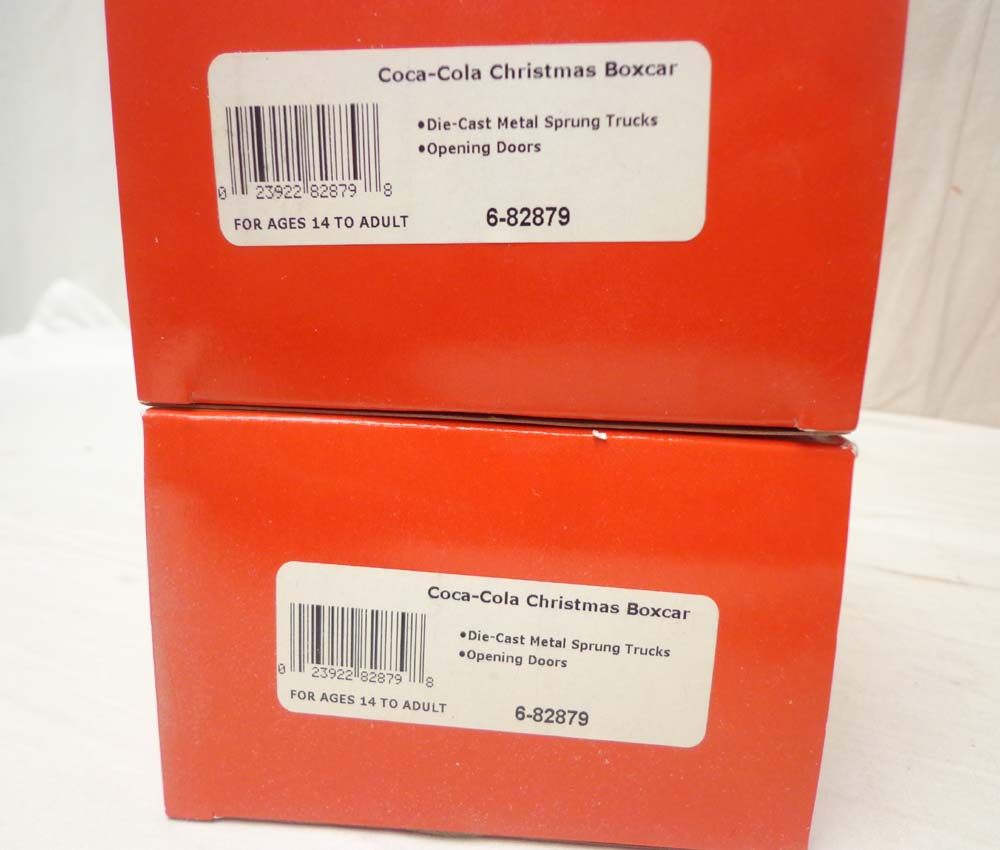 Coca-Cola Christmas Boxcar
•Die-Cast Metal Sprung Trucks
•Opening Doors
0 23922 82879 8
FOR AGES 14 TO ADULT
6-82879
Coca-Cola Christmas Boxcar
•Die-Cast Metal Sprung Trucks
•Opening Doors
0 23922 82879 8
FOR AGES 14 TO ADULT
6-82879